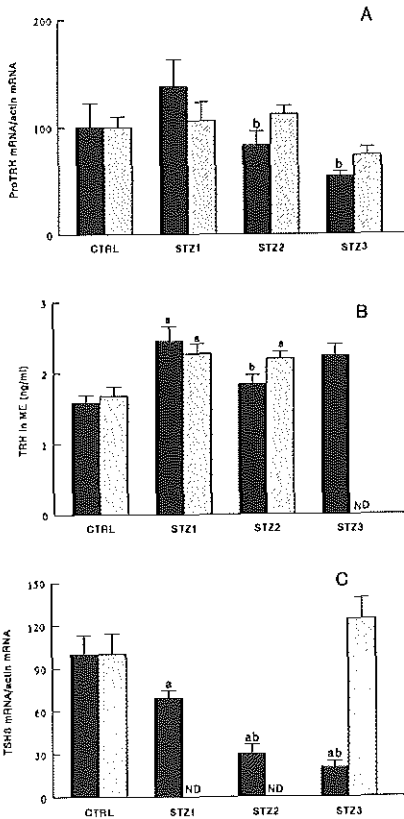 A
ProTRH mRNA/actin mRNA
200
100
0
b
b
CTRL STZ1 STZ2 STZ3
B
TRH in ME (ng/ml)
3
2
1
0
a
a
b
a
ND
CTRL STZ1 STZ2 STZ3
C
TSHB mRNA/actin mRNA
150
120
90
60
30
0
a
ND
ab
ND
ab
CTRL STZ1 STZ2 STZ3